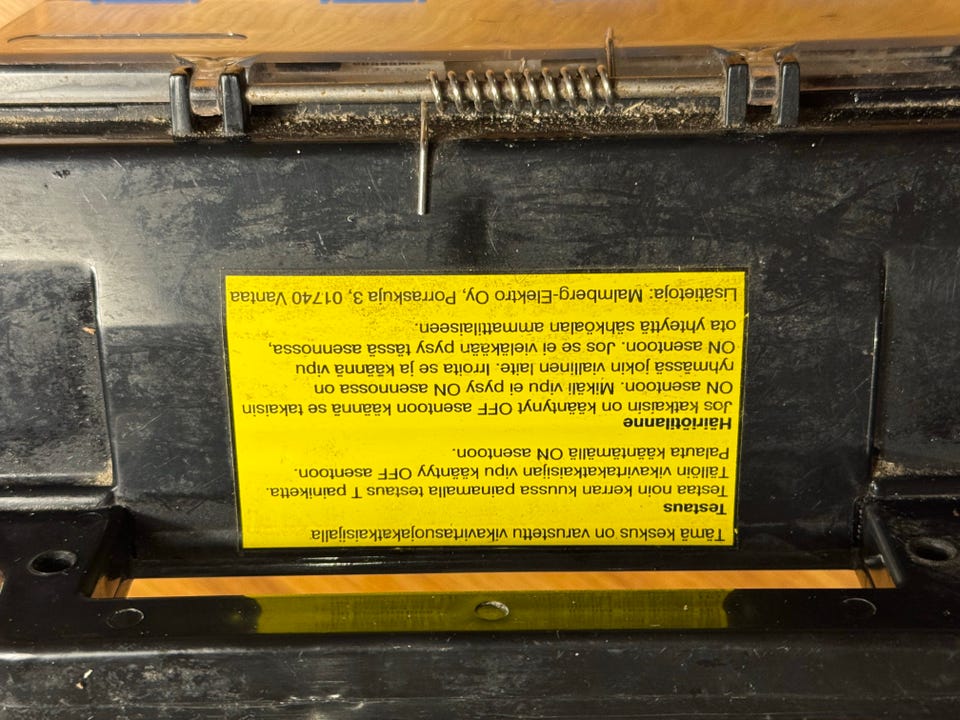 Tämä keskus on varustettu vikavirtasuojakatkaisijalla
Testaus
Testaa noin kerran kuussa painamalla testaus T painiketta.
Tällöin vikavirtakatkaisijan vipu kääntyy OFF asentoon.
Palauta kääntämällä ON asentoon.
Häiriötilanne
Jos katkaisin on kääntynyt OFF asentoon käännä se takaisin
ON asentoon. Mikäli vipu ei pysy ON asennossa on
ryhmässä jokin viallinen laite. Irroita se ja käännä vipu
ON asentoon. Jos se ei vieläkään pysy tässä asennossa,
ota yhteyttä sähköalan ammattilaiseen.
Lisätietoja: Malmberg-Elektro Oy, Porraskuja 3, 01740 Vantaa